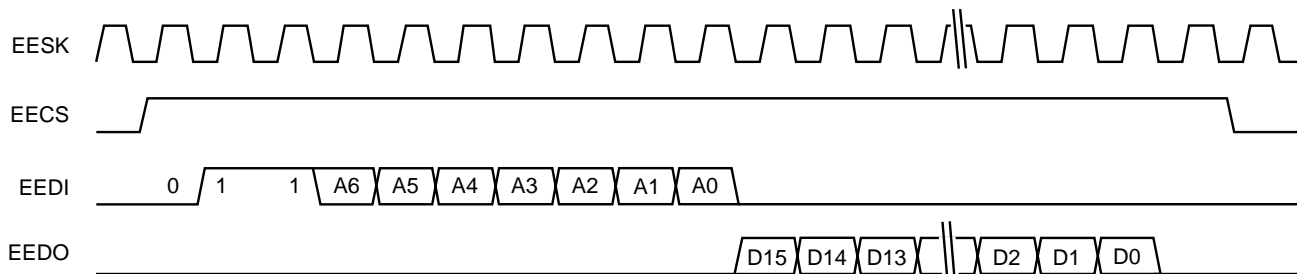 EESK
EECS
EEDI 0 1 1 A6 A5 A4 A3 A2 A1 A0
EEDO D15 D14 D13 D2 D1 D0